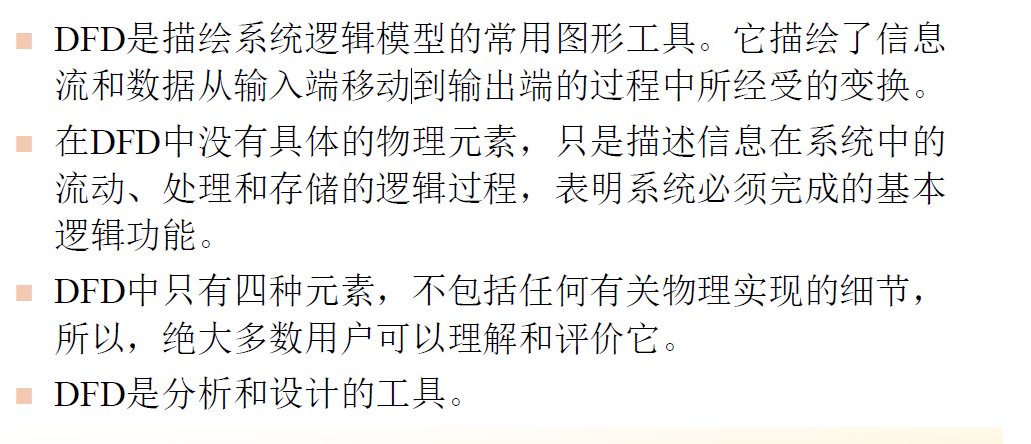 DFD是描绘系统逻辑模型的常用图形工具。它描绘了信息
流和数据从输入端移动到输出端的过程中所经受的变换。
在DFD中没有具体的物理元素，只是描述信息在系统中的
流动、处理和存储的逻辑过程，表明系统必须完成的基本
逻辑功能。
DFD中只有四种元素，不包括任何有关物理实现的细节，
所以，绝大多数用户可以理解和评价它。
DFD是分析和设计的工具。